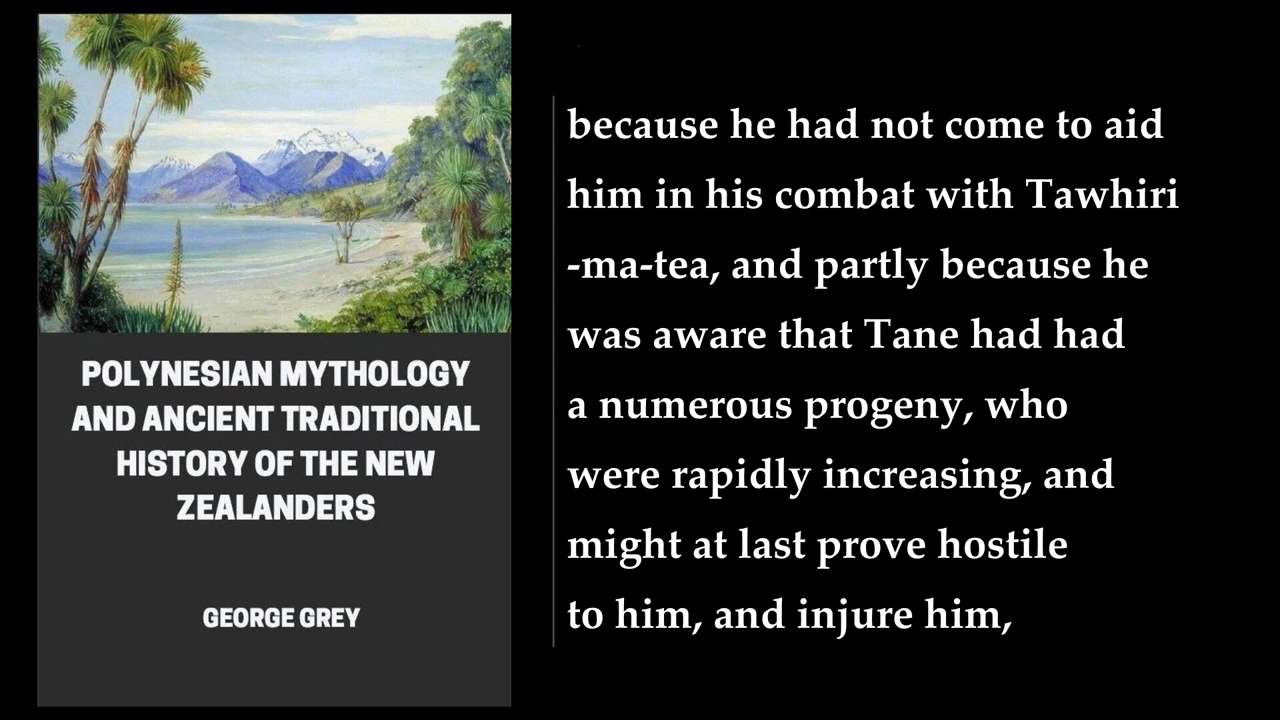 POLYNESIAN MYTHOLOGY
AND ANCIENT TRADITIONAL
HISTORY OF THE NEW
ZEALANDERS
GEORGE GREY
because he had not come to aid
him in his combat with Tawhiri
-ma-tea, and partly because he
was aware that Tane had had
a numerous progeny, who
were rapidly increasing, and
might at last prove hostile
to him, and injure him,